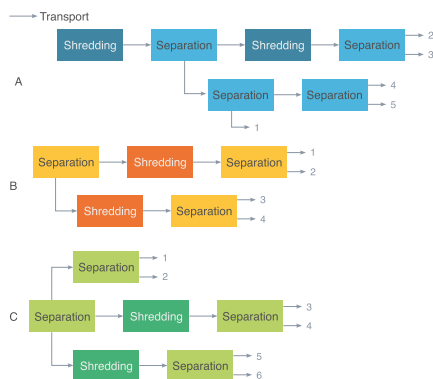 Transport
Shredding Separation Shredding Separation 2
3
A
Separation Separation 4
5
1
B
Separation Shredding Separation 1
2
Shredding Separation 3
4
Separation 1
2
C Separation Shredding Separation 3
4
Shredding Separation 5
6